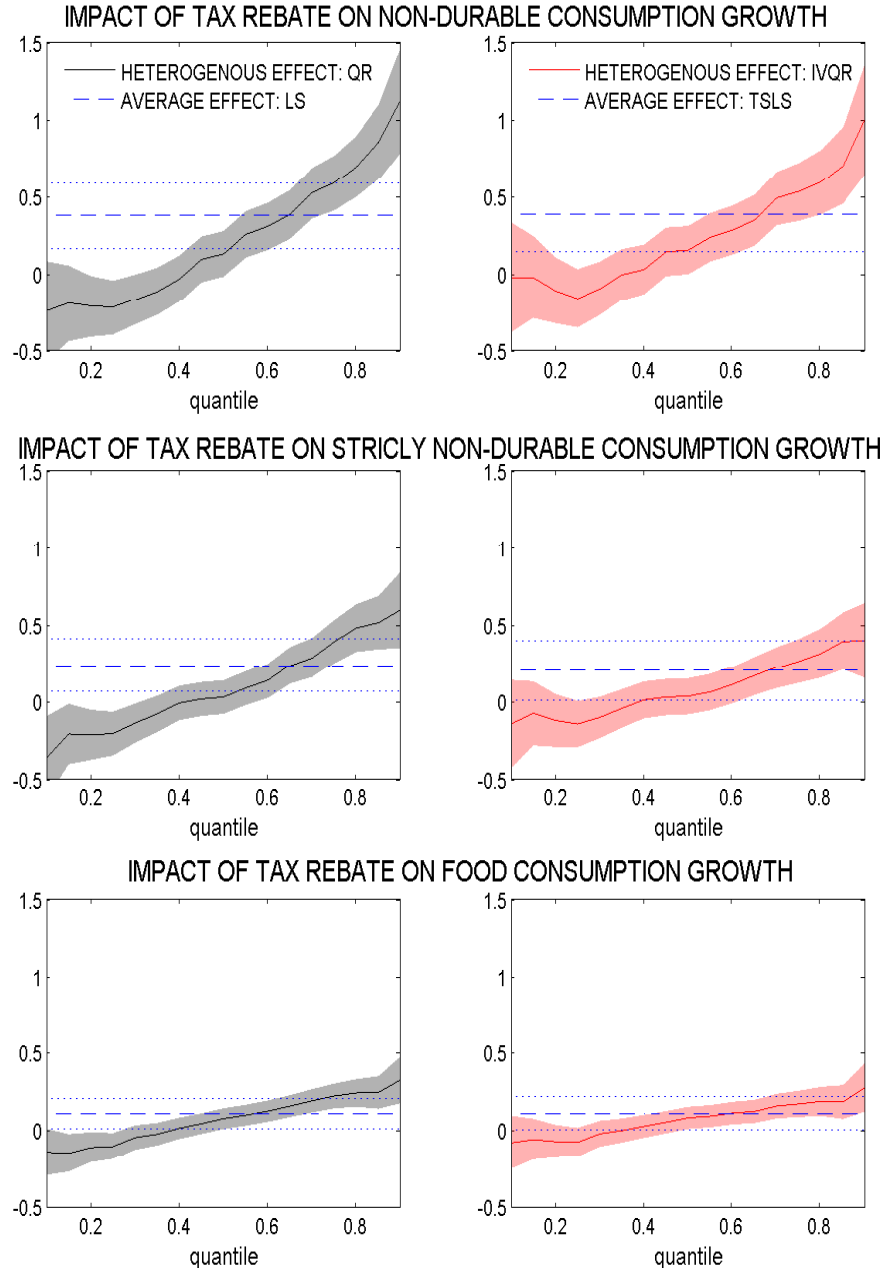 IMPACT OF TAX REBATE ON NON-DURABLE CONSUMPTION GROWTH
1.5
1
0.5
0
-0.5
HETEROGENOUS EFFECT: QR
AVERAGE EFFECT: LS
0.2 0.4 0.6 0.8
quantile
1.5
1
0.5
0
-0.5
HETEROGENOUS EFFECT: IVQR
AVERAGE EFFECT: TSLS
0.2 0.4 0.6 0.8
quantile
IMPACT OF TAX REBATE ON STRICLY NON-DURABLE CONSUMPTION GROWTH
1.5
1
0.5
0
-0.5
0.2 0.4 0.6 0.8
quantile
1.5
1
0.5
0
-0.5
0.2 0.4 0.6 0.8
quantile
IMPACT OF TAX REBATE ON FOOD CONSUMPTION GROWTH
1.5
1
0.5
0
-0.5
0.2 0.4 0.6 0.8
quantile
1.5
1
0.5
0
-0.5
0.2 0.4 0.6 0.8
quantile